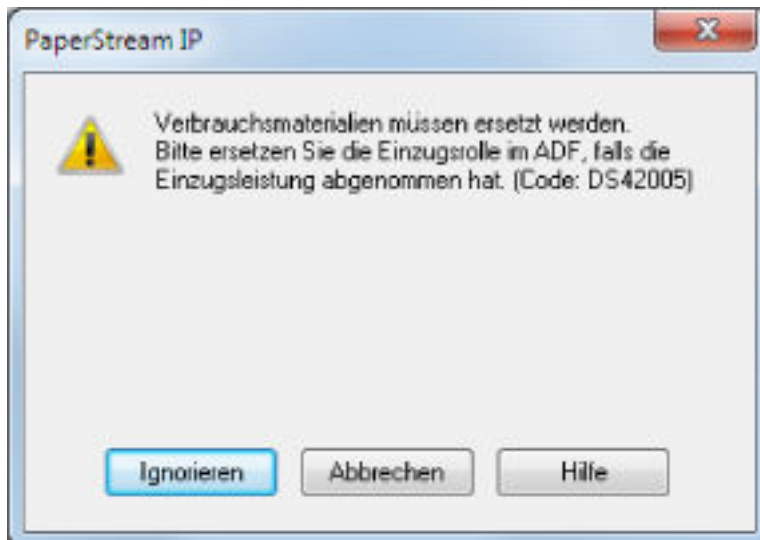 PaperStream IP
Verbrauchsmaterialien müssen ersetzt werden.
Bitte ersetzen Sie die Einzugsrolle im ADF, falls die
Einzugsleistung abgenommen hat. (Code: DS42005)
Ignorieren Abbrechen Hilfe